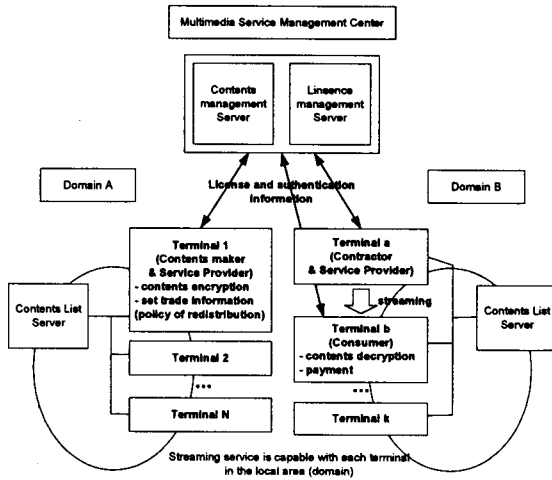 Multimedia Service Management Center
Contents
management
Server
Linsence
management
Server
Domain A
License and authentication
information
Domain B
Terminal 1
(Contents maker
& Service Provider)
- contents encryption
- set trade information
(policy of redistribution)
Terminal a
(Contractor
& Service Provider)
streaming
Contents List
Server
Terminal b
(Consumer)
- contents decryption
- payment
Contents List
Server
Terminal 2
...
...
Terminal N
Terminal k
Streaming service is capable with each terminal
in the local area (domain)